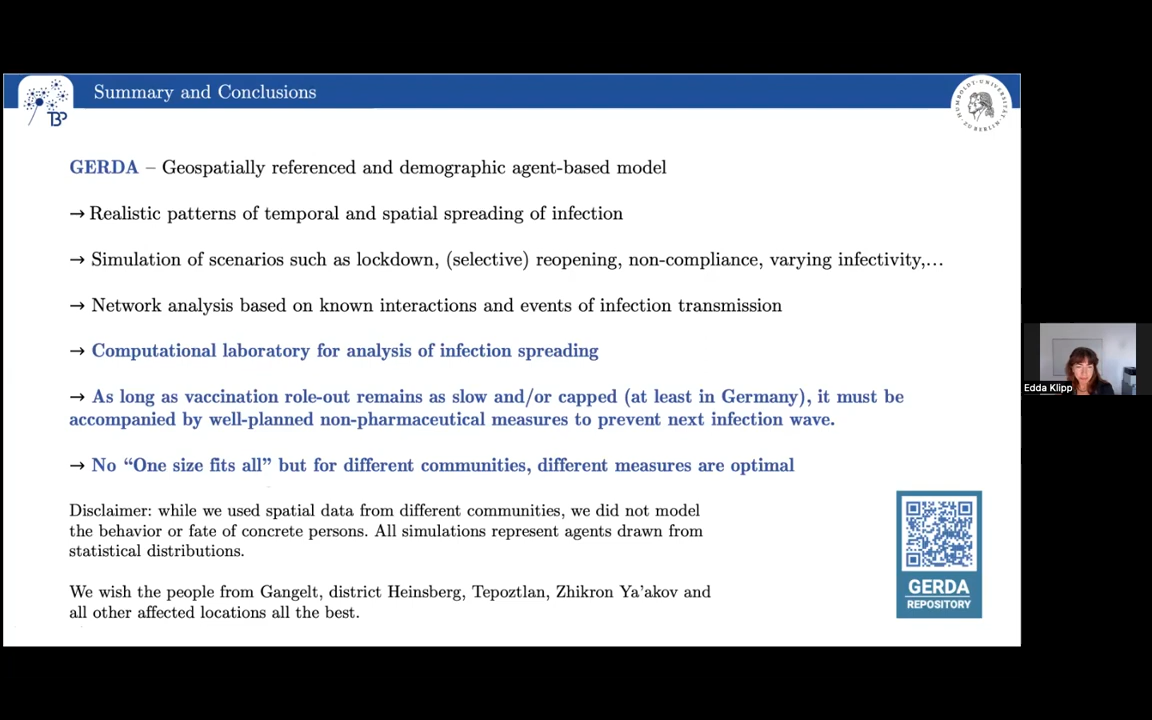 Summary and Conclusions
TBP
HUMBOLDT-UNIVERSITÄT ZU BERLIN
GERDA – Geospatially referenced and demographic agent-based model
→ Realistic patterns of temporal and spatial spreading of infection
→ Simulation of scenarios such as lockdown, (selective) reopening, non-compliance, varying infectivity,...
→ Network analysis based on known interactions and events of infection transmission
→ Computational laboratory for analysis of infection spreading
→ As long as vaccination role-out remains as slow and/or capped (at least in Germany), it must be
accompanied by well-planned non-pharmaceutical measures to prevent next infection wave.
→ No “One size fits all” but for different communities, different measures are optimal
Disclaimer: while we used spatial data from different communities, we did not model
the behavior or fate of concrete persons. All simulations represent agents drawn from
statistical distributions.
We wish the people from Gangelt, district Heinsberg, Tepoztlan, Zhikron Ya’akov and
all other affected locations all the best.
GERDA
REPOSITORY
Edda Klipp